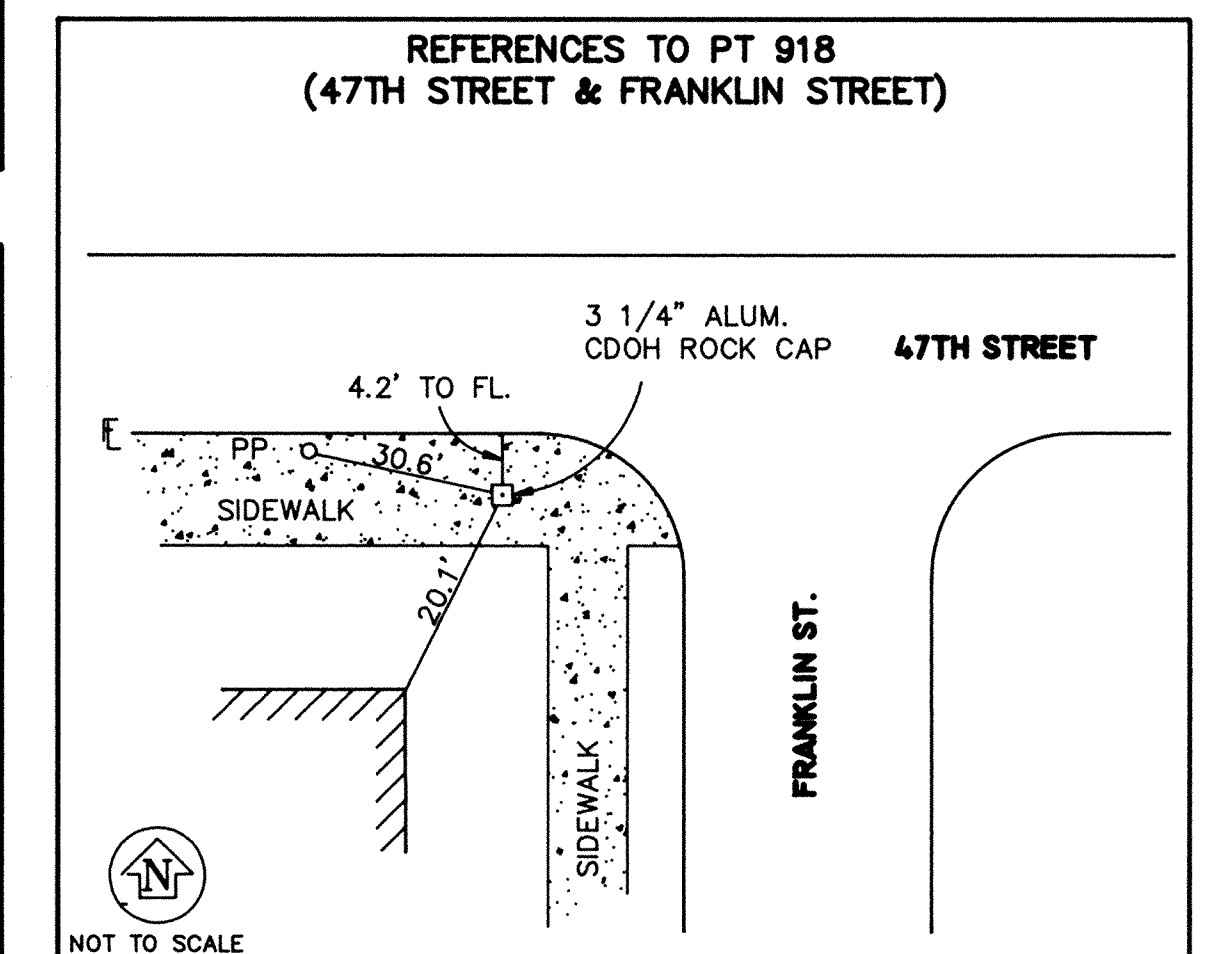 REFERENCES TO PT 918
(47TH STREET & FRANKLIN STREET)
3 1/4" ALUM.
CDOH ROCK CAP
47TH STREET
4.2' TO FL.
FL
PP
30.6'
SIDEWALK
20.1'
FRANKLIN ST.
SIDEWALK
N
NOT TO SCALE